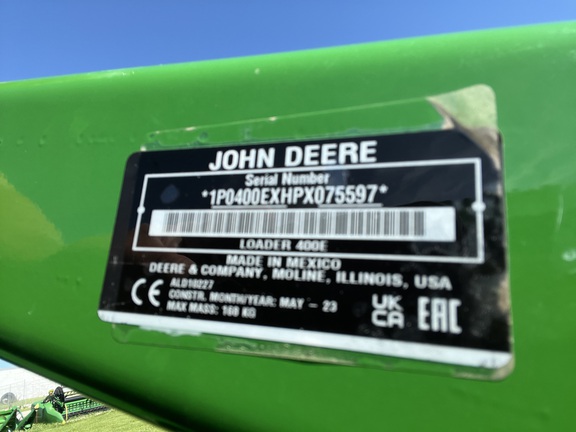 JOHN DEERE
Serial Number
*1P0400EXHPX075597*
LOADER 400E
MADE IN MEXICO
DEERE & COMPANY, MOLINE, ILLINOIS, USA
ALO10227
CONSTR. MONTH/YEAR: MAY - 23
MAX MASS: 160 KG
CE
UK
CA
EAC